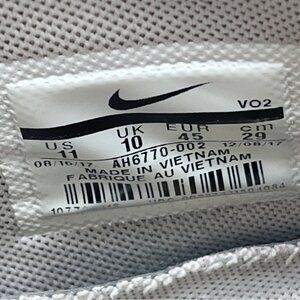 VO2
US UK EUR cm
11 10 45 29
08/16/17 AH6770-002 12/08/17
MADE IN VIETNAM
FABRIQUE AU VIETNAM